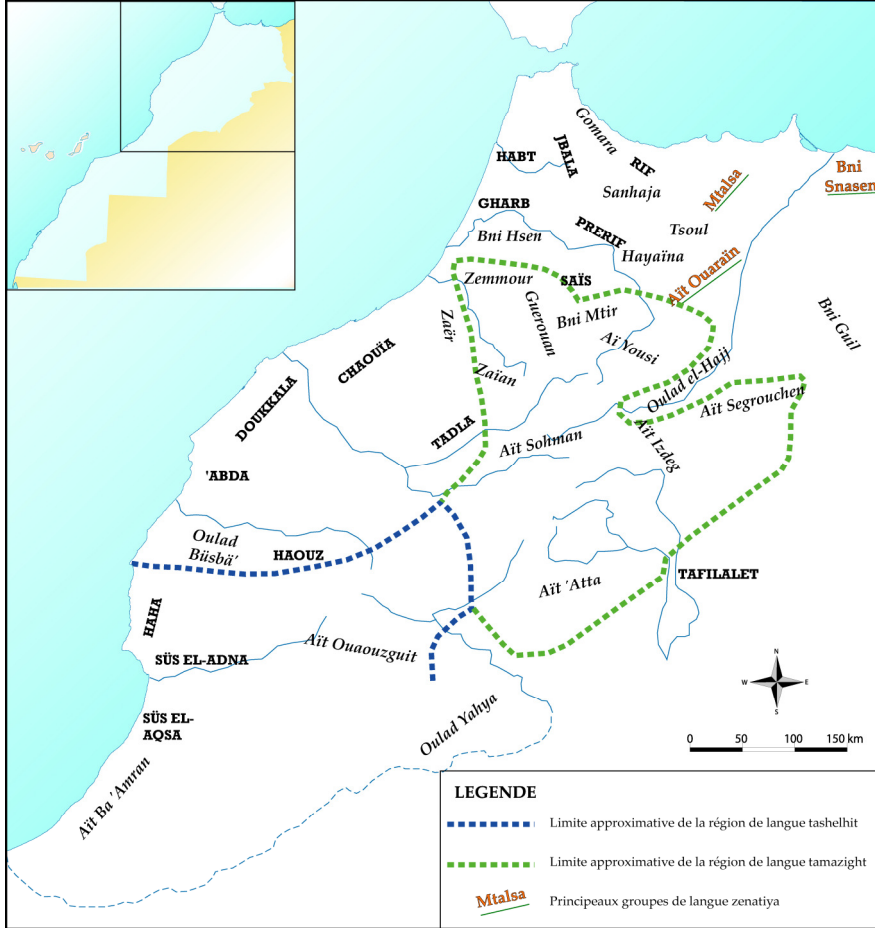 Gomara
JBALA
HABT
RIF
Bni
Snasen
Sanhaja
Mtalsa
GHARB
PRERIF
Tsoul
Bni Hsen
Hayaïna
Zemmour
SAÏS
Aït Ouaraïn
Guerouan
Bni Mtir
Bni Guil
Zaër
Aï Yousi
CHAOUÏA
Zaïan
Oulad el-Hajj
DOUKKALA
Aït Segrouchen
TADLA
Aït Sohman
Aït Izdeg
'ABDA
Oulad
Büsbä'
HAOUZ
TAFILALET
Aït 'Atta
HAHA
Aït Ouaouzguit
SÜS EL-ADNA
N
W
E
S
SÜS EL-
AQSA
Oulad Yahya
0 50 100 150 km
Aït Ba 'Amran
LEGENDE
Limite approximative de la région de langue tashelhit
Limite approximative de la région de langue tamazight
Mtalsa
Principeaux groupes de langue zenatiya